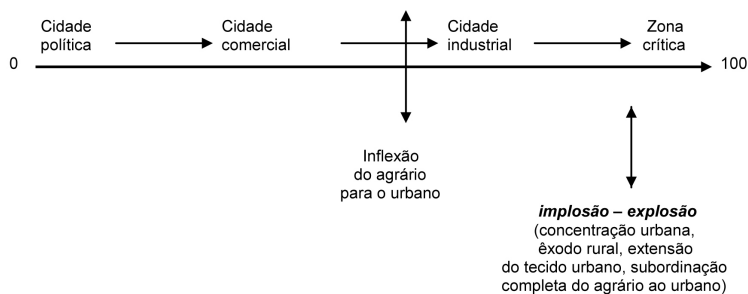 Cidade
política
Cidade
comercial
Cidade
industrial
Zona
crítica
0
100
Inflexão
do agrário
para o urbano
implosão – explosão
(concentração urbana,
êxodo rural, extensão
do tecido urbano, subordinação
completa do agrário ao urbano)